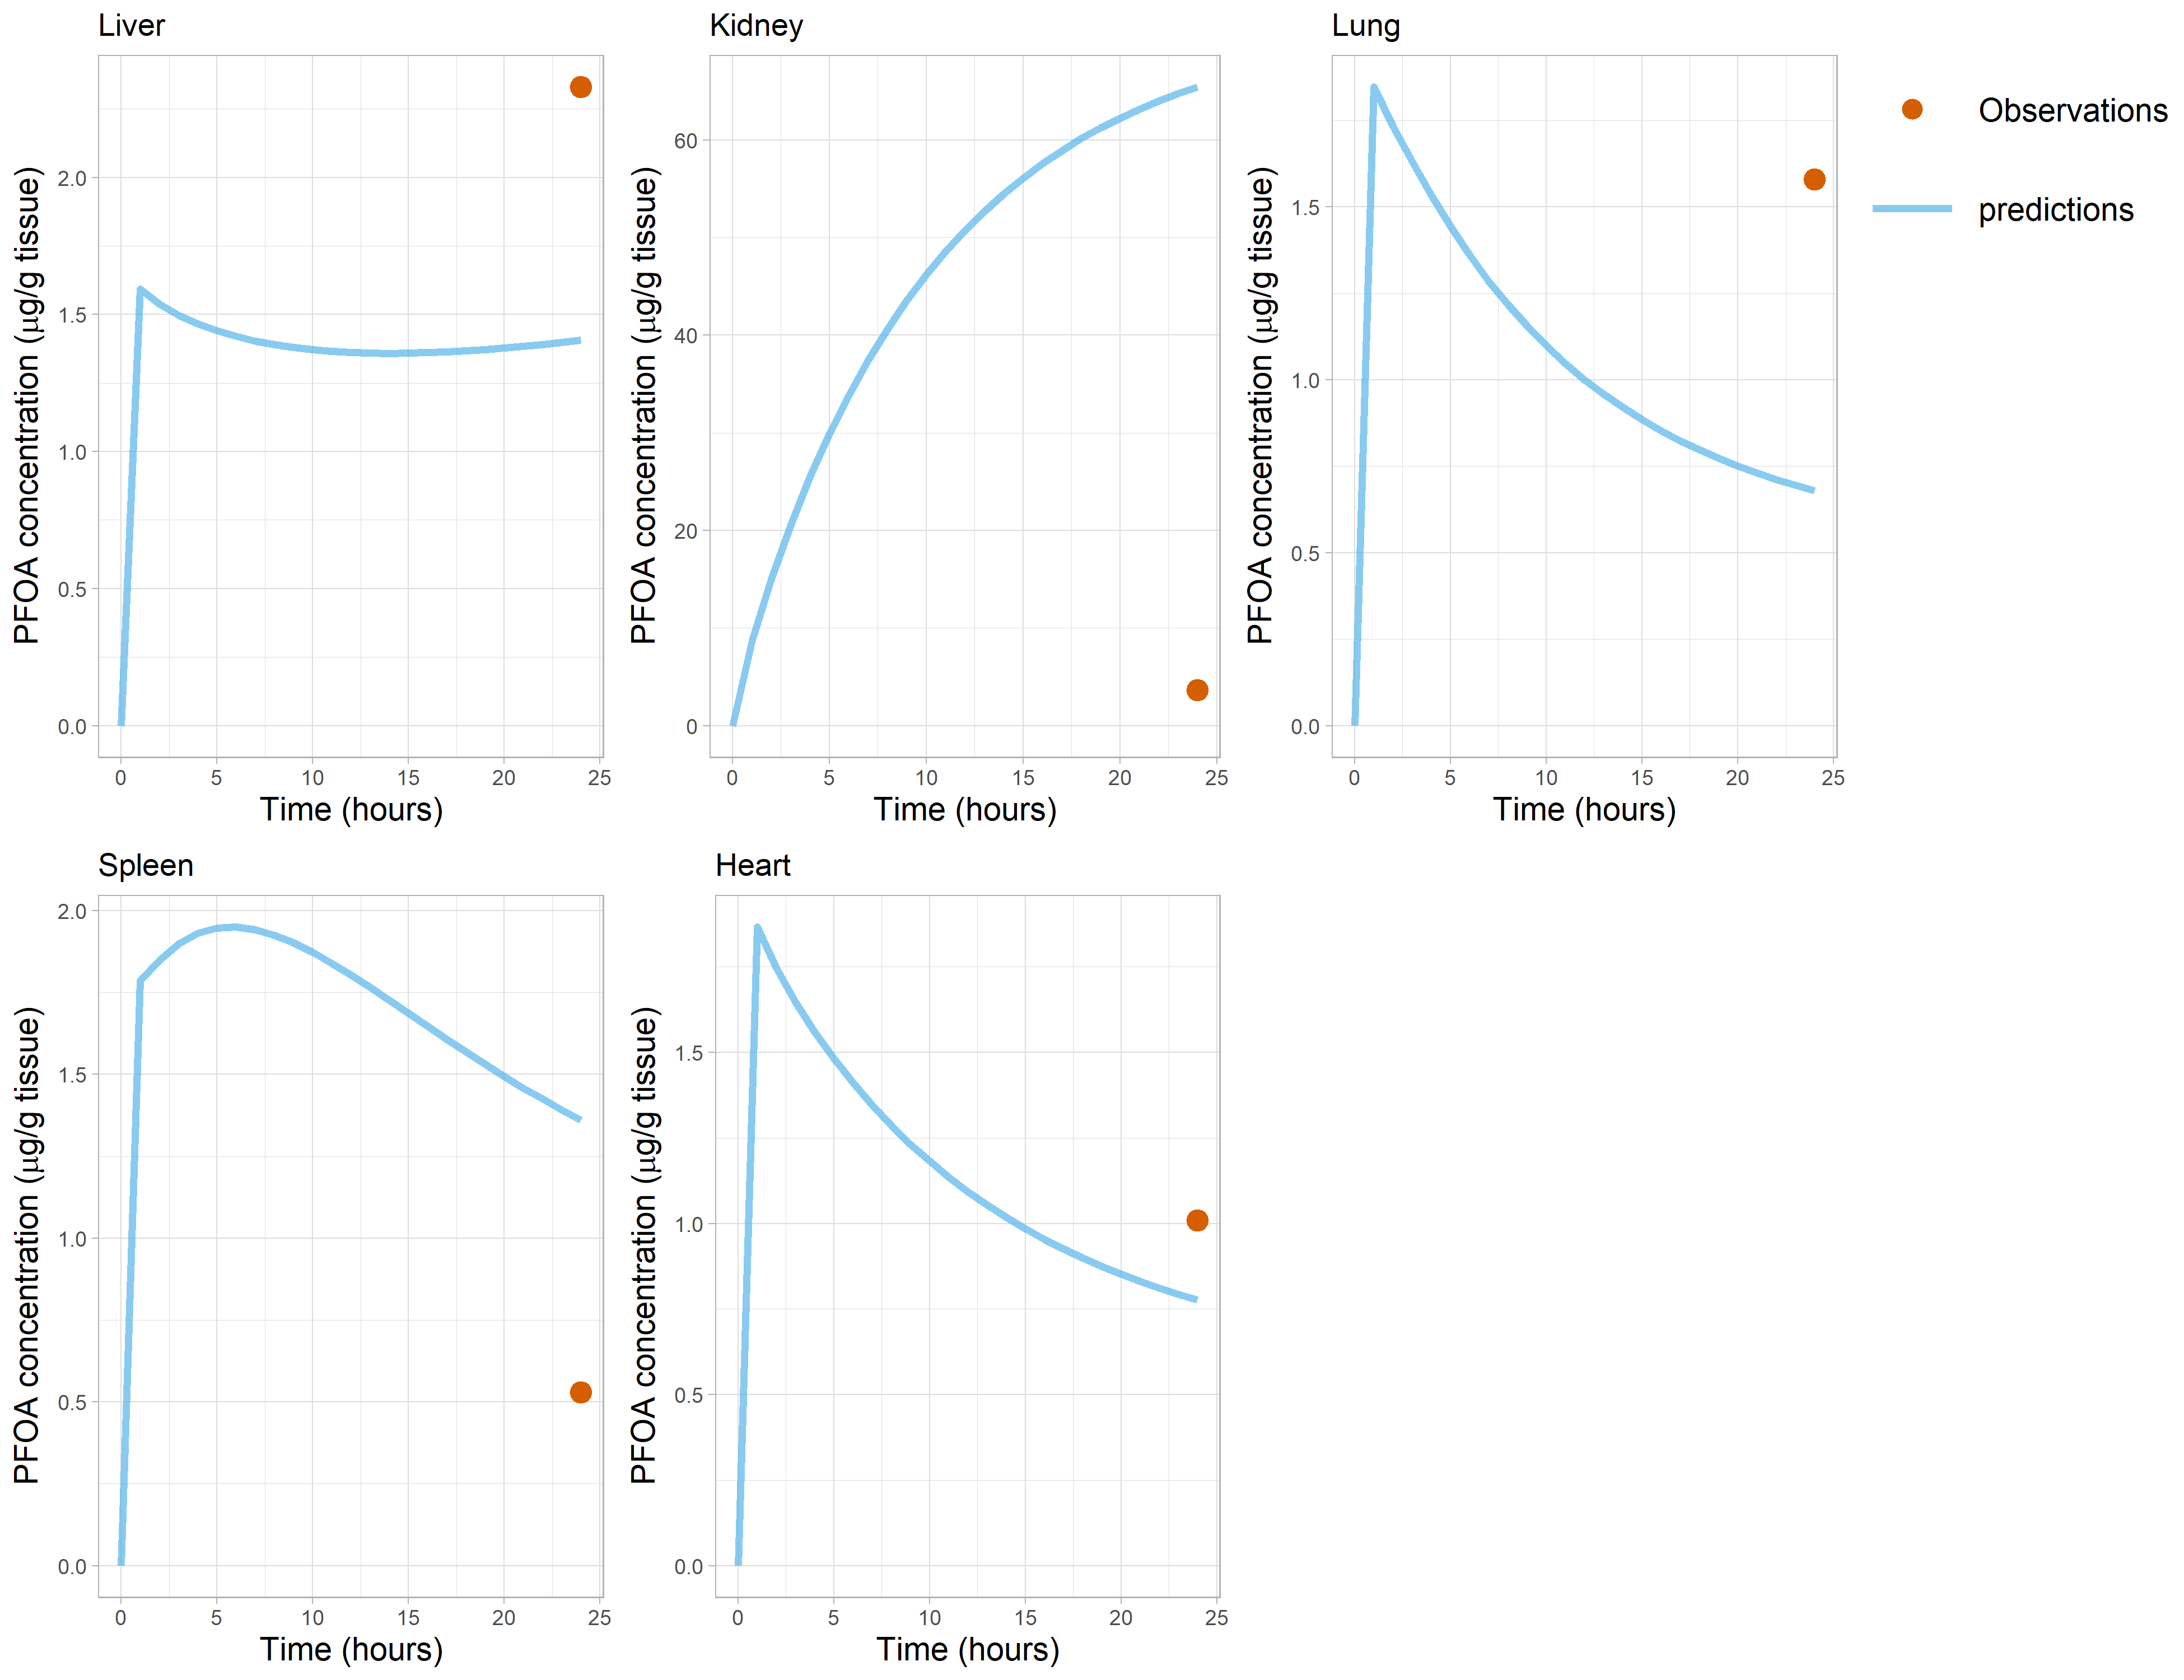 Liver
PFOA concentration (μg/g tissue)
2.0
1.5
1.0
0.5
0.0
0 5 10 15 20 25
Time (hours)
Kidney
PFOA concentration (μg/g tissue)
60
40
20
0
0 5 10 15 20 25
Time (hours)
Lung
PFOA concentration (μg/g tissue)
1.5
1.0
0.5
0.0
0 5 10 15 20 25
Time (hours)
Observations
predictions
Spleen
PFOA concentration (μg/g tissue)
2.0
1.5
1.0
0.5
0.0
0 5 10 15 20 25
Time (hours)
Heart
PFOA concentration (μg/g tissue)
1.5
1.0
0.5
0.0
0 5 10 15 20 25
Time (hours)